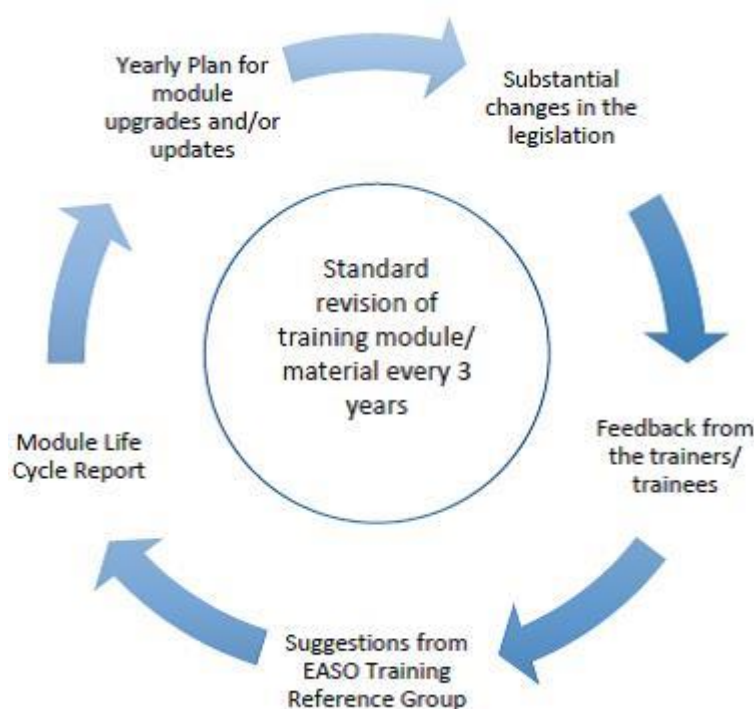 Yearly Plan for
module
upgrades and/or
updates
Substantial
changes in the
legislation
Standard
revision of
training module/
material every 3
years
Feedback from
the trainers/
trainees
Module Life
Cycle Report
Suggestions from
EASO Training
Reference Group